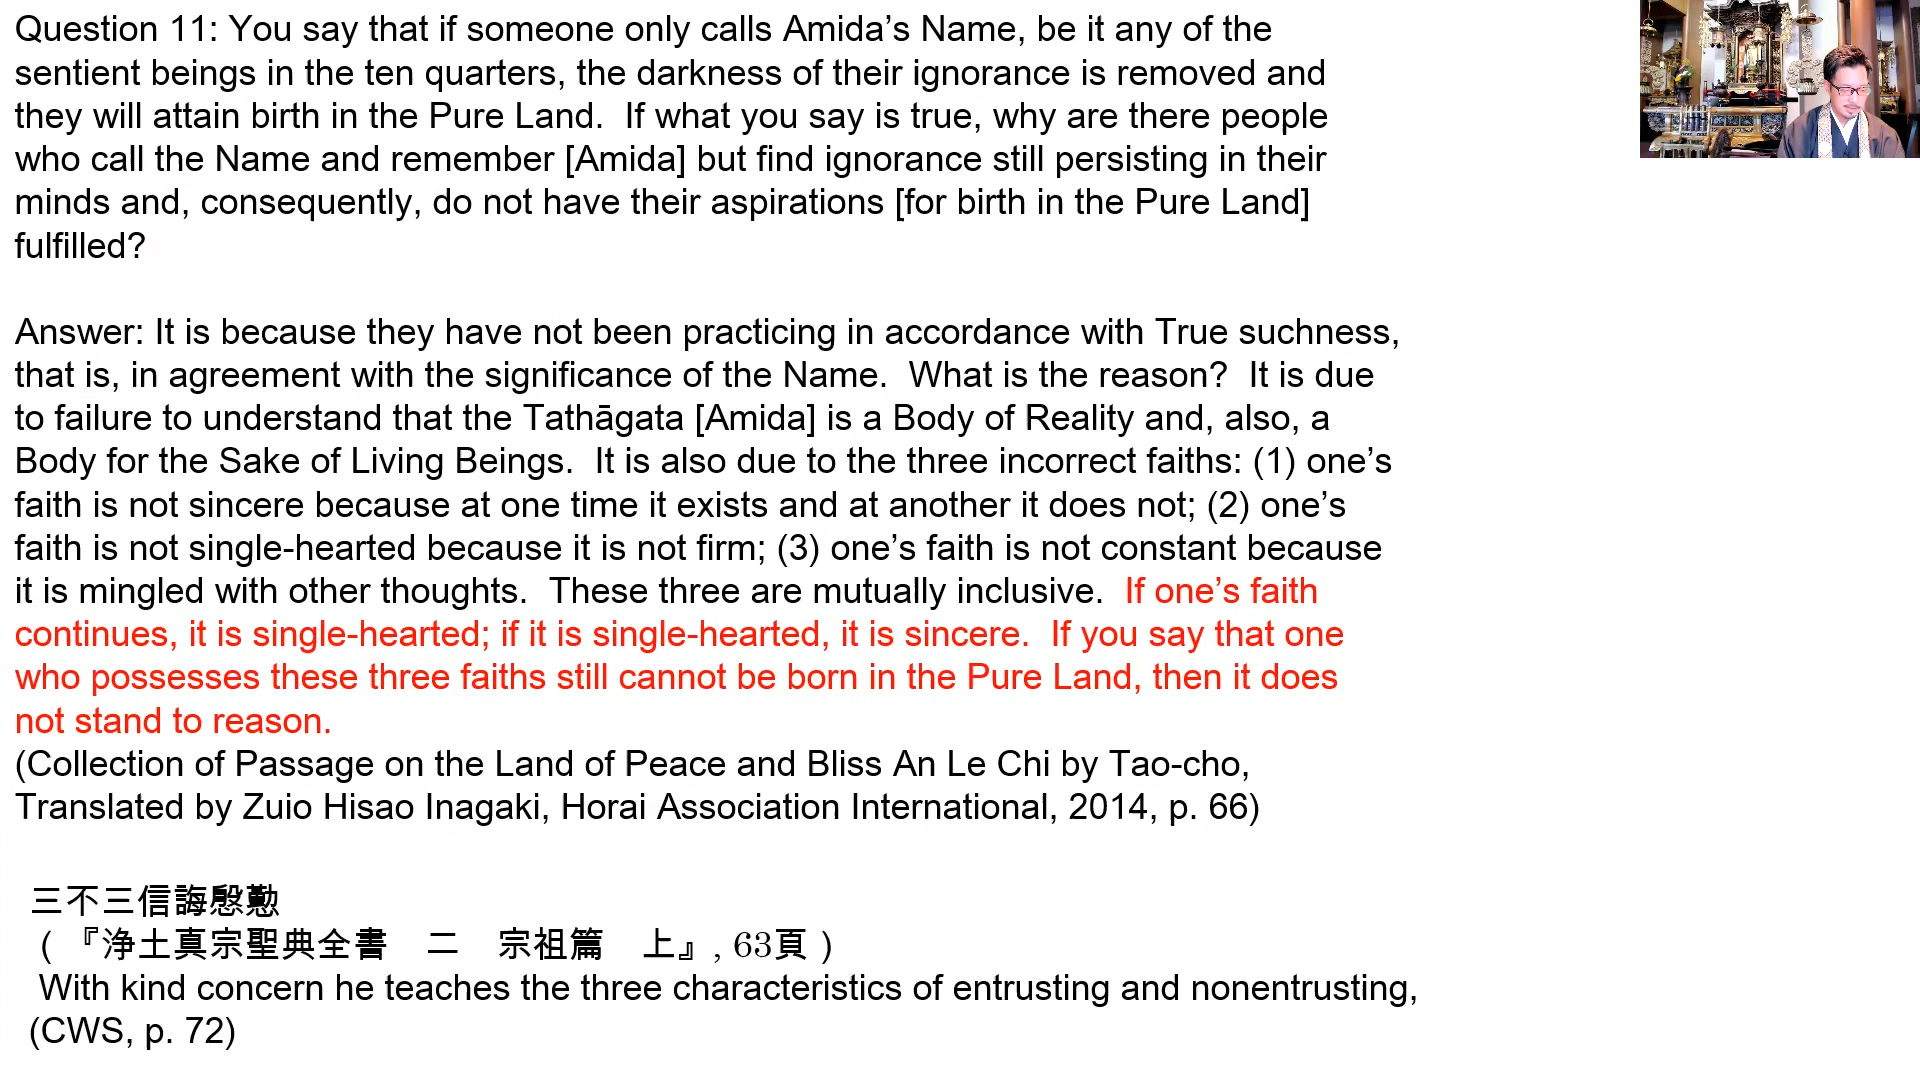 Question 11: You say that if someone only calls Amida’s Name, be it any of the
sentient beings in the ten quarters, the darkness of their ignorance is removed and
they will attain birth in the Pure Land.  If what you say is true, why are there people
who call the Name and remember [Amida] but find ignorance still persisting in their
minds and, consequently, do not have their aspirations [for birth in the Pure Land]
fulfilled?
Answer: It is because they have not been practicing in accordance with True suchness,
that is, in agreement with the significance of the Name.  What is the reason?  It is due
to failure to understand that the Tathāgata [Amida] is a Body of Reality and, also, a
Body for the Sake of Living Beings.  It is also due to the three incorrect faiths: (1) one’s
faith is not sincere because at one time it exists and at another it does not; (2) one’s
faith is not single-hearted because it is not firm; (3) one’s faith is not constant because
it is mingled with other thoughts.  These three are mutually inclusive.  If one’s faith
continues, it is single-hearted; if it is single-hearted, it is sincere.  If you say that one
who possesses these three faiths still cannot be born in the Pure Land, then it does
not stand to reason.
(Collection of Passage on the Land of Peace and Bliss An Le Chi by Tao-cho,
Translated by Zuio Hisao Inagaki, Horai Association International, 2014, p. 66)
三不三信誨慇懃
（『浄土真宗聖典全書　二　宗祖篇　上』, 63頁）
With kind concern he teaches the three characteristics of entrusting and nonentrusting,
(CWS, p. 72)